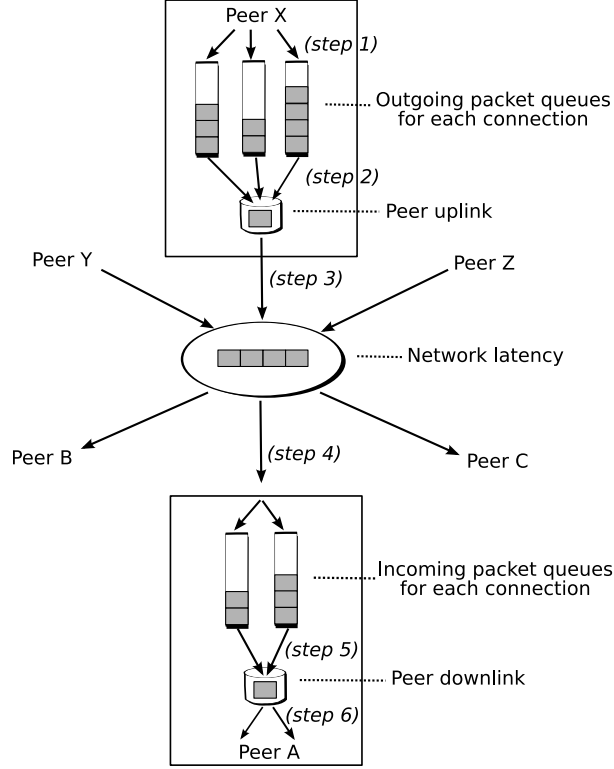 Peer X
(step 1)
Outgoing packet queues
for each connection
(step 2)
Peer uplink
Peer Y
Peer Z
(step 3)
Network latency
Peer B
(step 4)
Peer C
Incoming packet queues
for each connection
(step 5)
Peer downlink
(step 6)
Peer A